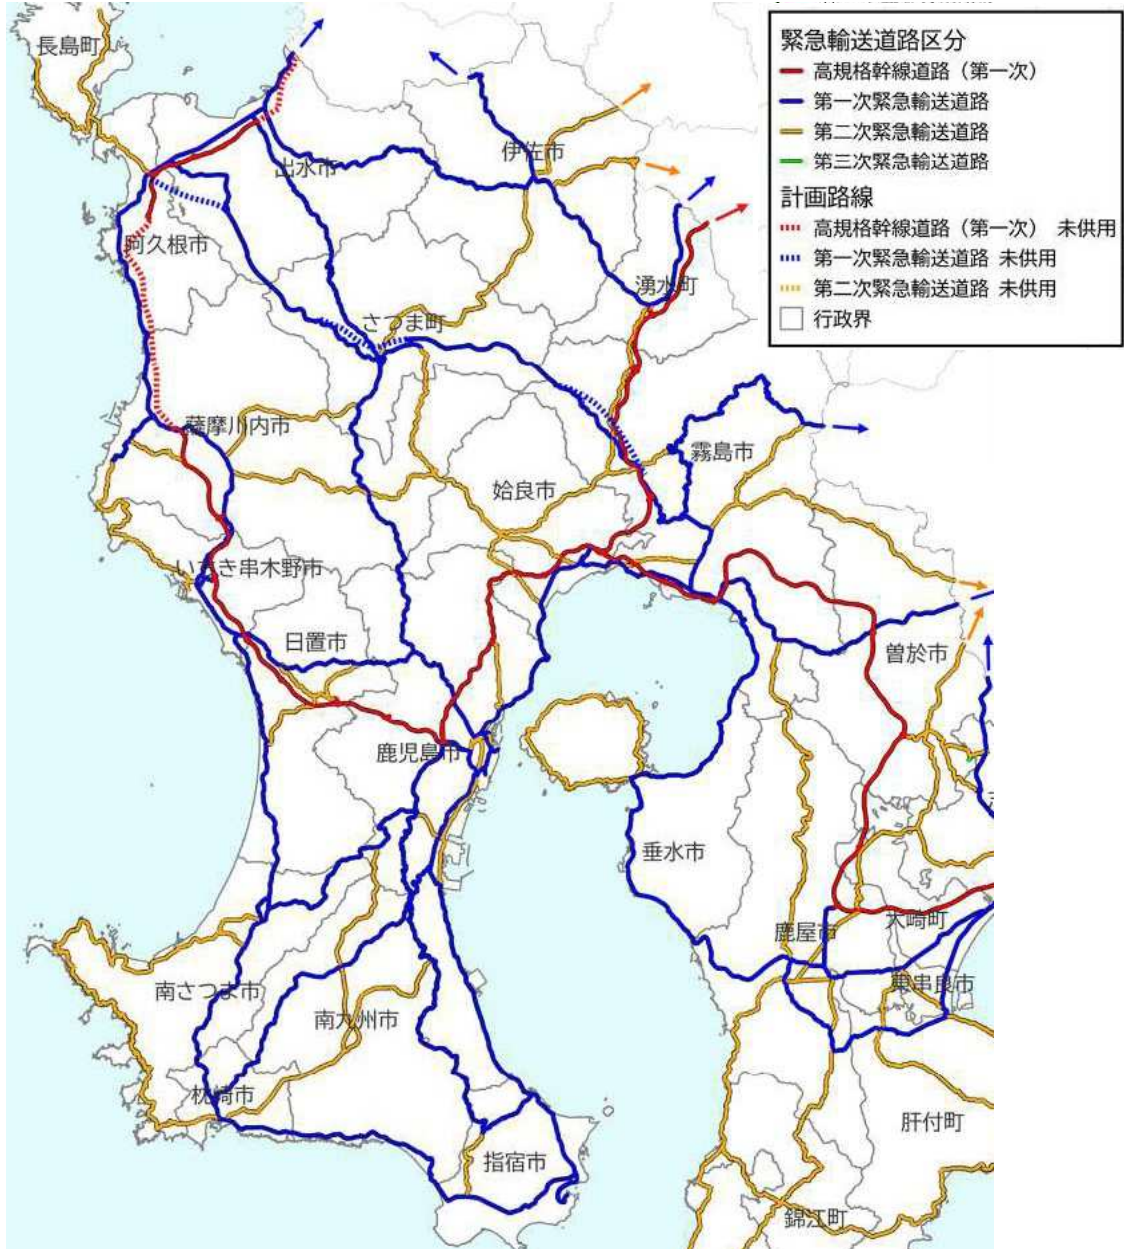 緊急輸送道路区分
高規格幹線道路（第一次）
第一次緊急輸送道路
第二次緊急輸送道路
第三次緊急輸送道路
計画路線
高規格幹線道路（第一次） 未供用
第一次緊急輸送道路 未供用
第二次緊急輸送道路 未供用
行政界
長島町
出水市
伊佐市
阿久根市
湧水町
さつま町
薩摩川内市
霧島市
姶良市
いちき串木野市
日置市
曽於市
鹿児島市
垂水市
鹿屋市
大崎町
東串良市
南さつま市
南九州市
枕崎市
肝付町
指宿市
錦江町